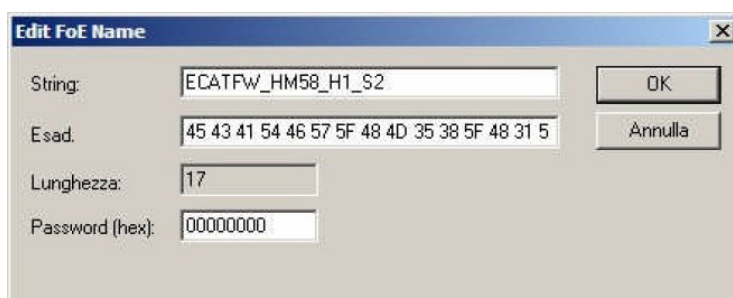 Edit FoE Name
String: ECATFW_HM58_H1_S2 OK
Esad. 45 43 41 54 46 57 5F 48 4D 35 38 5F 48 31 5 Annulla
Lunghezza: 17
Password (hex): 00000000